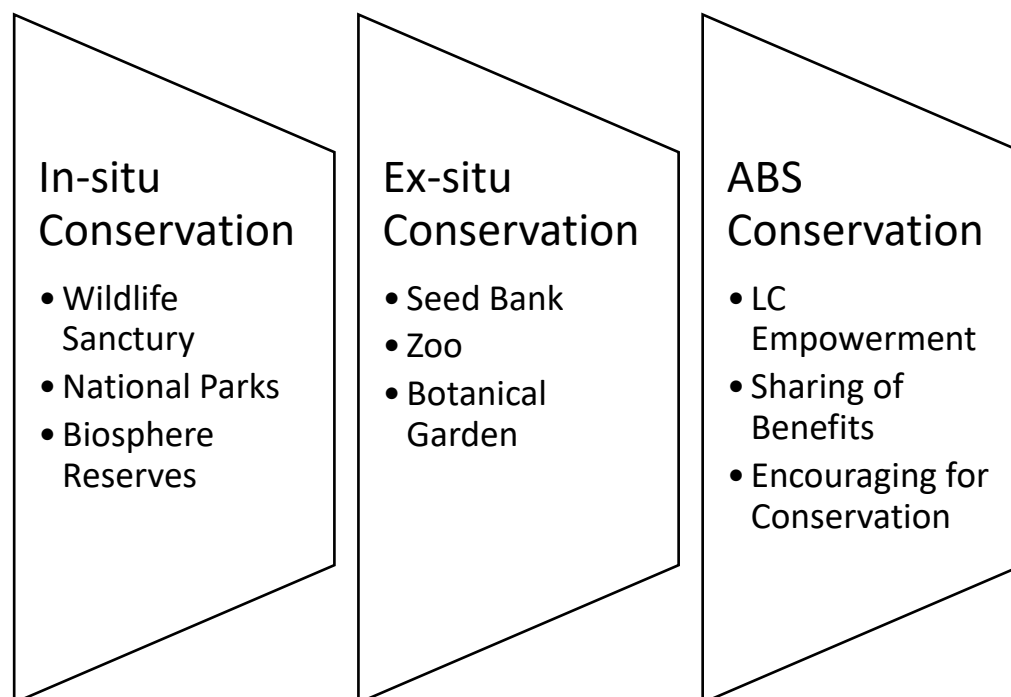 In-situ
Conservation
• Wildlife
Sanctury
• National Parks
• Biosphere
Reserves
Ex-situ
Conservation
• Seed Bank
• Zoo
• Botanical
Garden
ABS
Conservation
• LC
Empowerment
• Sharing of
Benefits
• Encouraging for
Conservation